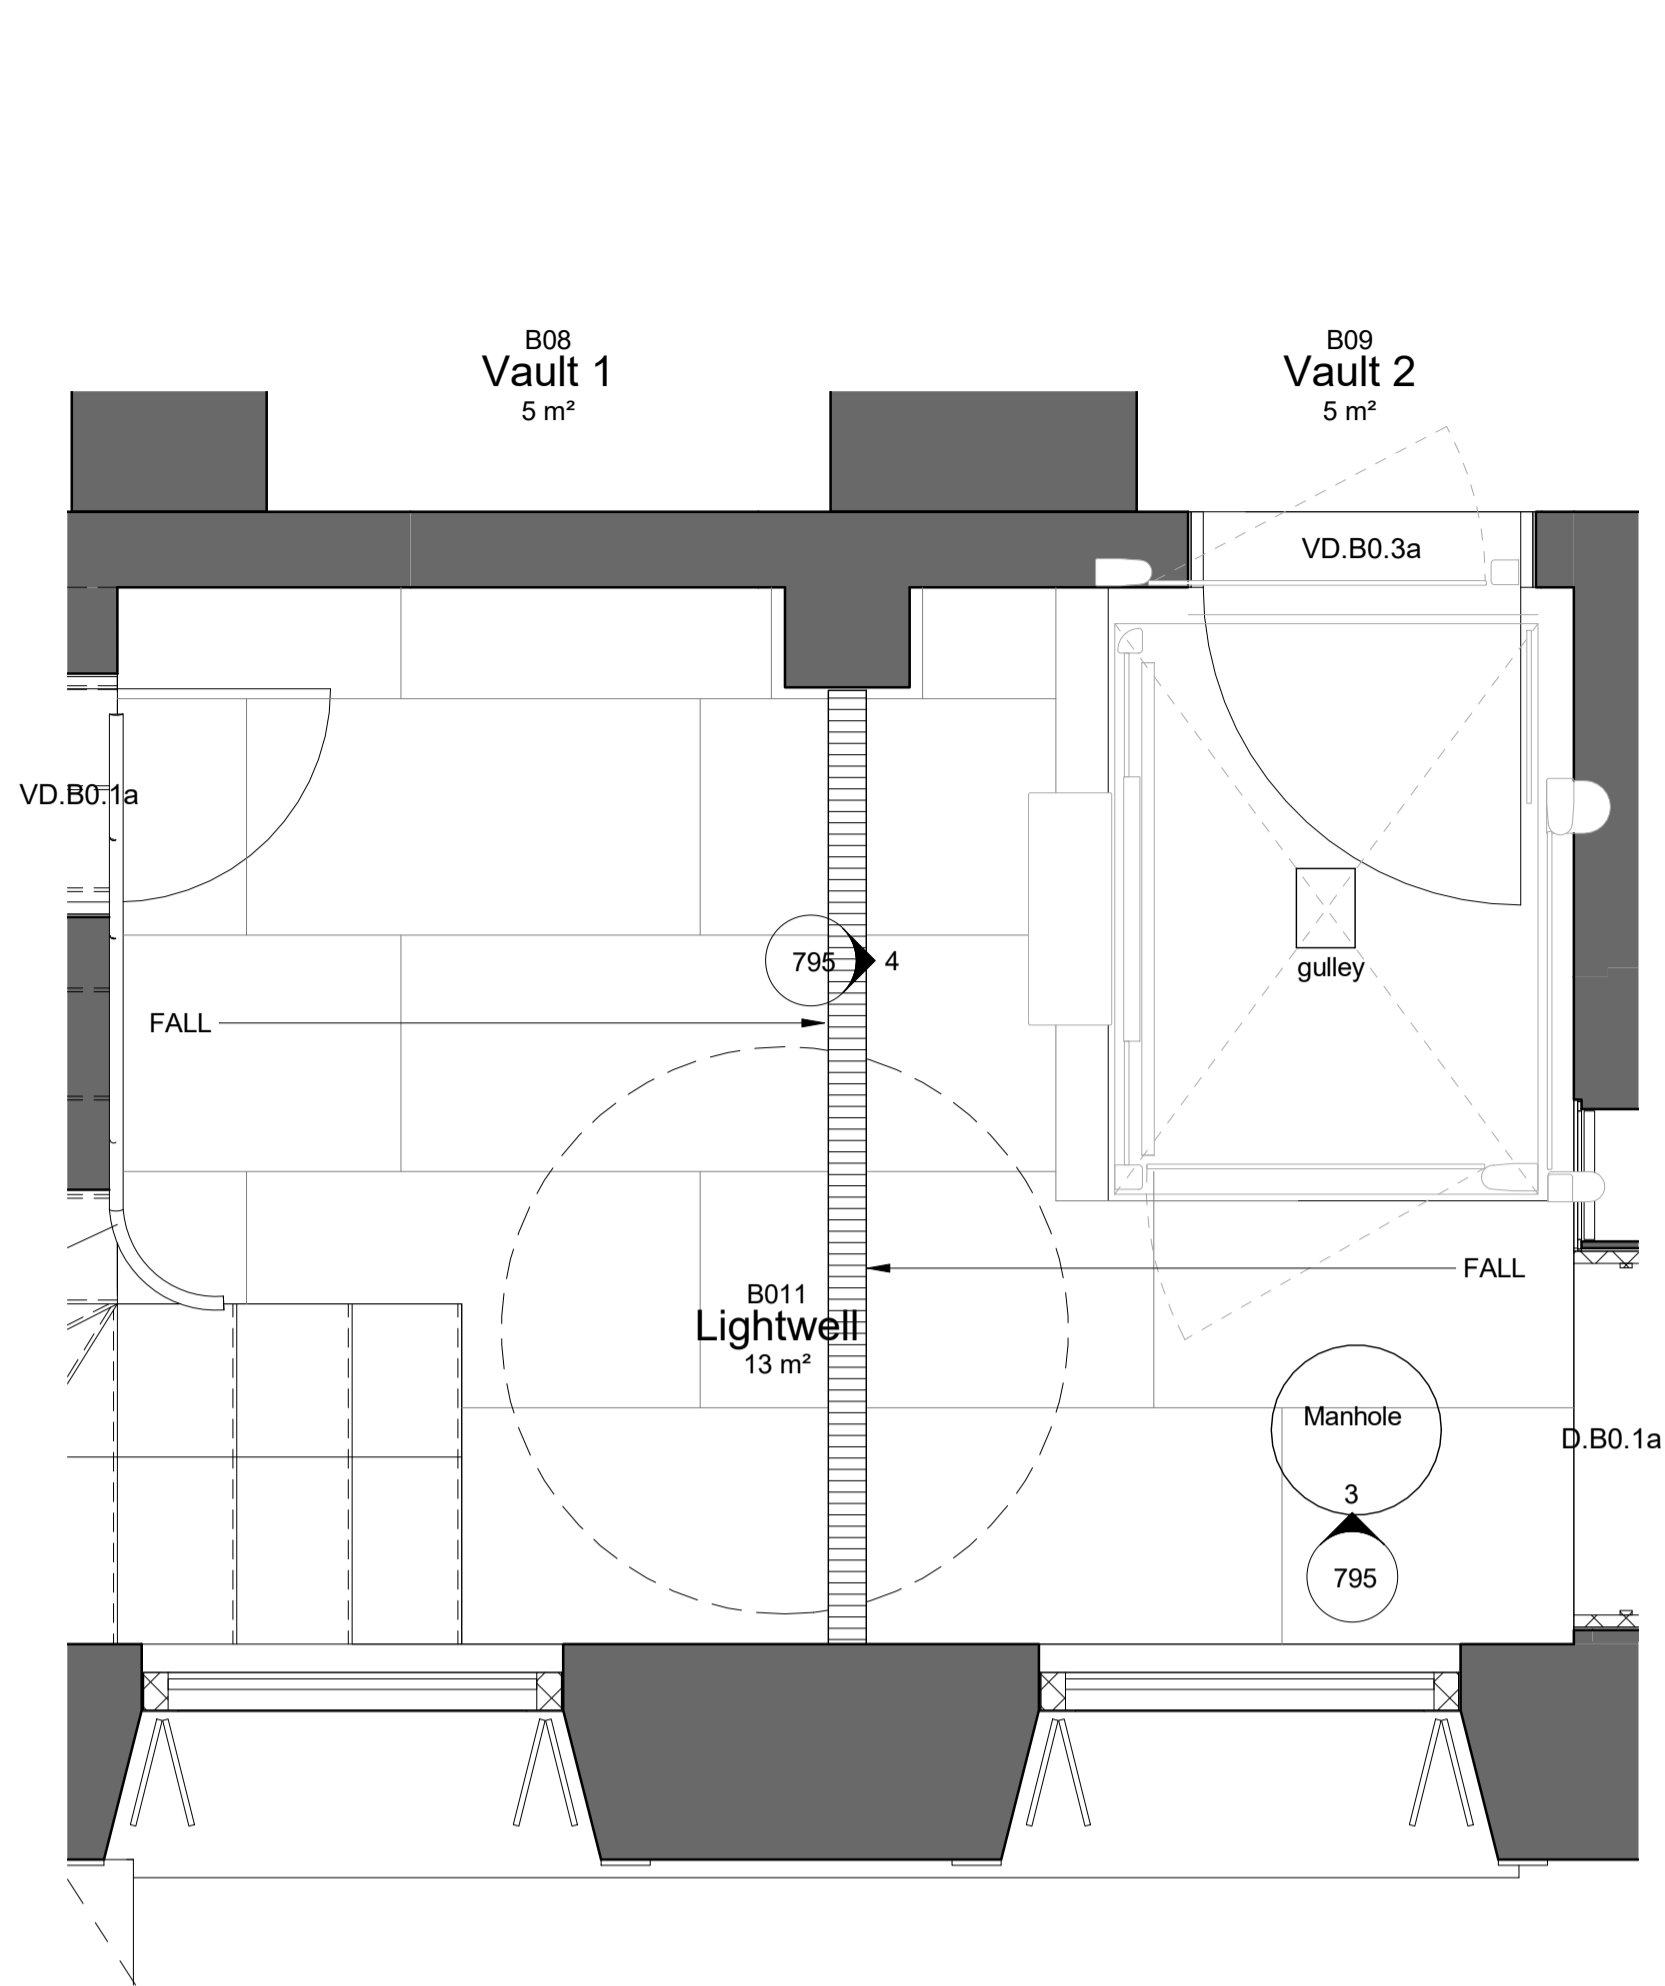 B08
Vault 1
5 m²
B09
Vault 2
5 m²
VD.B0.3a
VD.B0.1a
795
4
gulley
FALL
FALL
B011
Lightwell
13 m²
Manhole
D.B0.1a
3
795